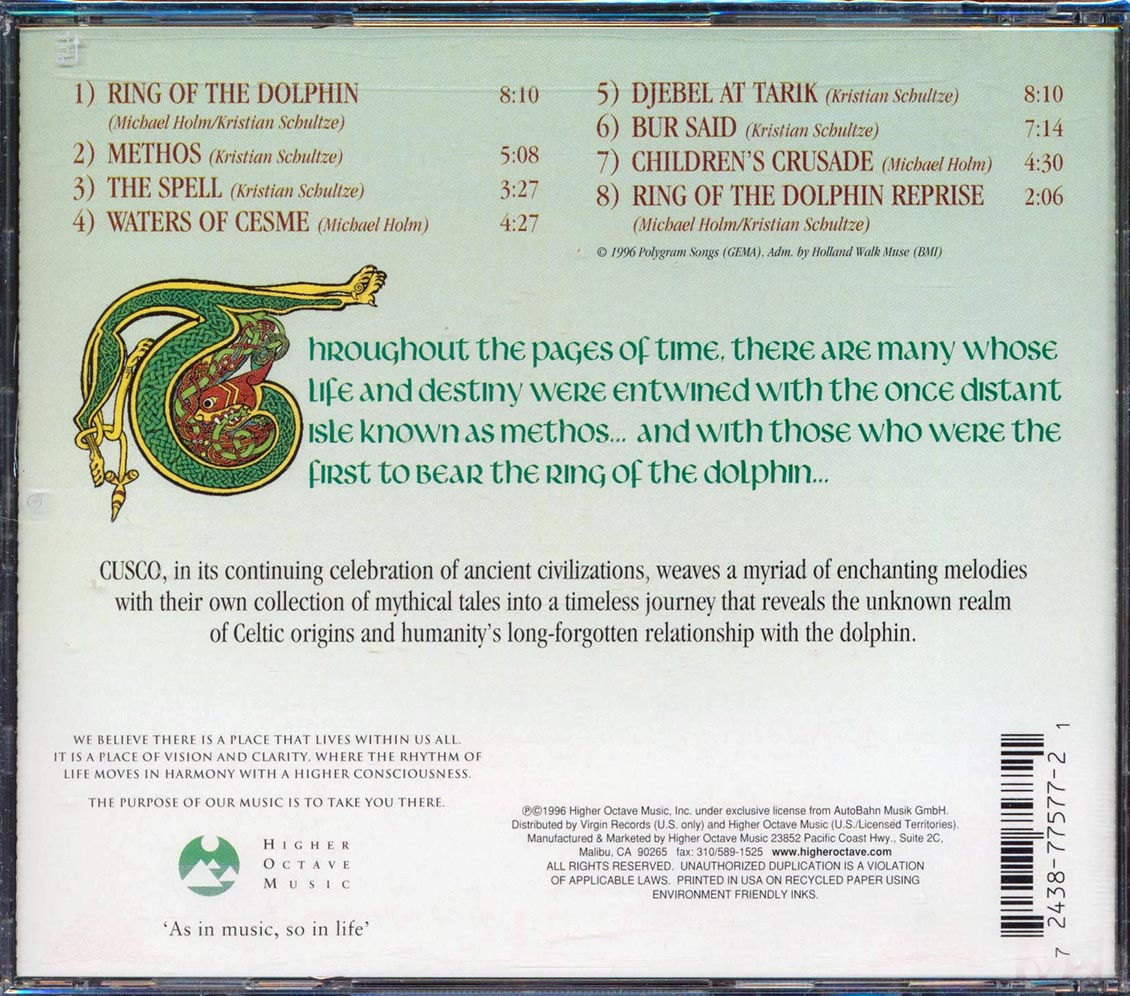 1) RING OF THE DOLPHIN 8:10
(Michael Holm/Kristian Schultze)
2) METHOS (Kristian Schultze) 5:08
3) THE SPELL (Kristian Schultze) 3:27
4) WATERS OF CESME (Michael Holm) 4:27
5) DJEBEL AT TARIK (Kristian Schultze) 8:10
6) BUR SAID (Kristian Schultze) 7:14
7) CHILDREN'S CRUSADE (Michael Holm) 4:30
8) RING OF THE DOLPHIN REPRISE 2:06
(Michael Holm/Kristian Schultze)
© 1996 Polygram Songs (GEMA), Adm. by Holland Walk Muse (BMI)
Throughout the pages of time, there are many whose
life and destiny were entwined with the once distant
isle known as methos... and with those who were the
first to bear the ring of the dolphin...
CUSCO, in its continuing celebration of ancient civilizations, weaves a myriad of enchanting melodies
with their own collection of mythical tales into a timeless journey that reveals the unknown realm
of Celtic origins and humanity's long-forgotten relationship with the dolphin.
WE BELIEVE THERE IS A PLACE THAT LIVES WITHIN US ALL.
IT IS A PLACE OF VISION AND CLARITY, WHERE THE RHYTHM OF
LIFE MOVES IN HARMONY WITH A HIGHER CONSCIOUSNESS.
THE PURPOSE OF OUR MUSIC IS TO TAKE YOU THERE.
HIGHER
OCTAVE
MUSIC
'As in music, so in life'
℗©1996 Higher Octave Music, Inc. under exclusive license from AutoBahn Musik GmbH.
Distributed by Virgin Records (U.S. only) and Higher Octave Music (U.S./Licensed Territories).
Manufactured & Marketed by Higher Octave Music 23852 Pacific Coast Hwy., Suite 2C,
Malibu, CA 90265 fax: 310/589-1525 www.higheroctave.com
ALL RIGHTS RESERVED. UNAUTHORIZED DUPLICATION IS A VIOLATION
OF APPLICABLE LAWS. PRINTED IN USA ON RECYCLED PAPER USING
ENVIRONMENT FRIENDLY INKS.
7 2438-77577-2 1